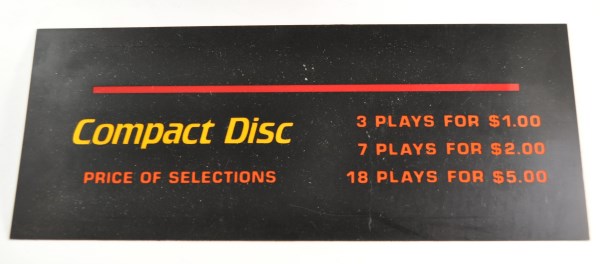 Compact Disc
PRICE OF SELECTIONS
3 PLAYS FOR $1.00
7 PLAYS FOR $2.00
18 PLAYS FOR $5.00